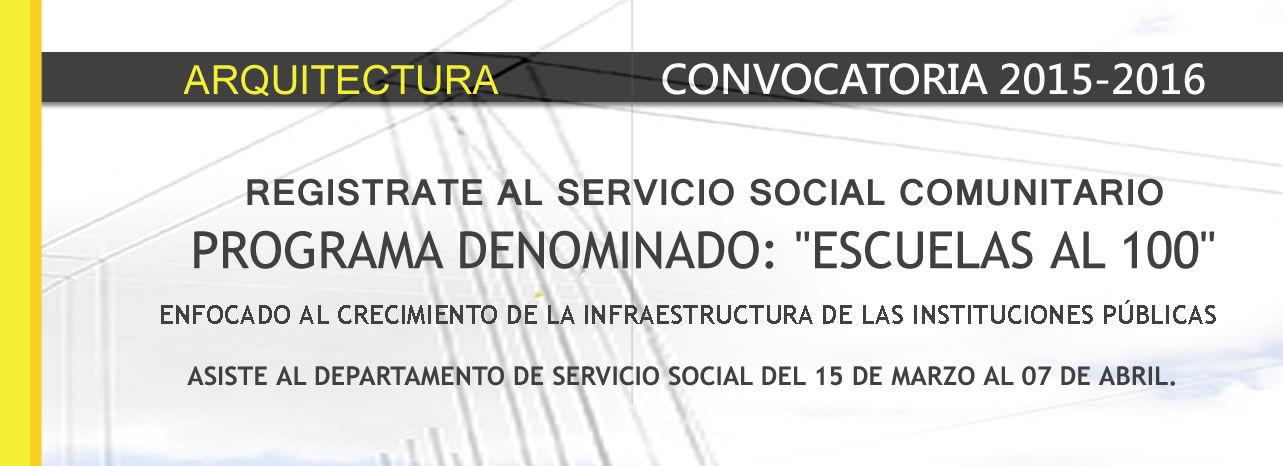 ARQUITECTURA CONVOCATORIA 2015-2016
REGISTRATE AL SERVICIO SOCIAL COMUNITARIO
PROGRAMA DENOMINADO: "ESCUELAS AL 100"
ENFOCADO AL CRECIMIENTO DE LA INFRAESTRUCTURA DE LAS INSTITUCIONES PÚBLICAS
ASISTE AL DEPARTAMENTO DE SERVICIO SOCIAL DEL 15 DE MARZO AL 07 DE ABRIL.